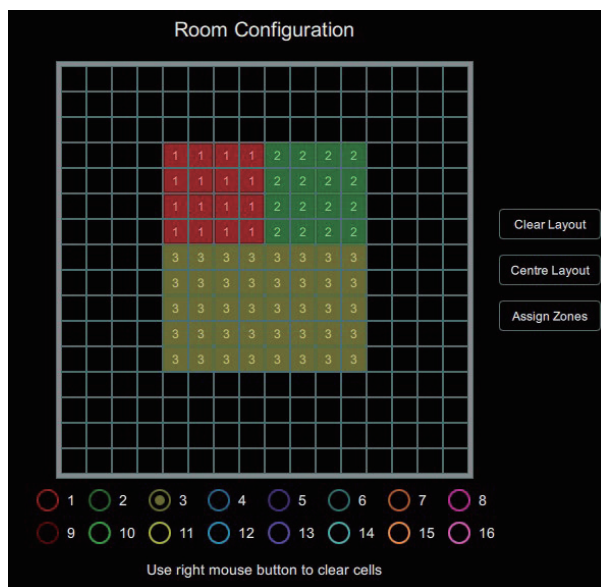 Room Configuration
1 1 1 1 2 2 2 2
1 1 1 1 2 2 2 2
1 1 1 1 2 2 2 2
1 1 1 1 2 2 2 2
3 3 3 3 3 3 3 3
3 3 3 3 3 3 3 3
3 3 3 3 3 3 3 3
3 3 3 3 3 3 3 3
3 3 3 3 3 3 3 3
Clear Layout
Centre Layout
Assign Zones
1 2 3 4 5 6 7 8
9 10 11 12 13 14 15 16
Use right mouse button to clear cells